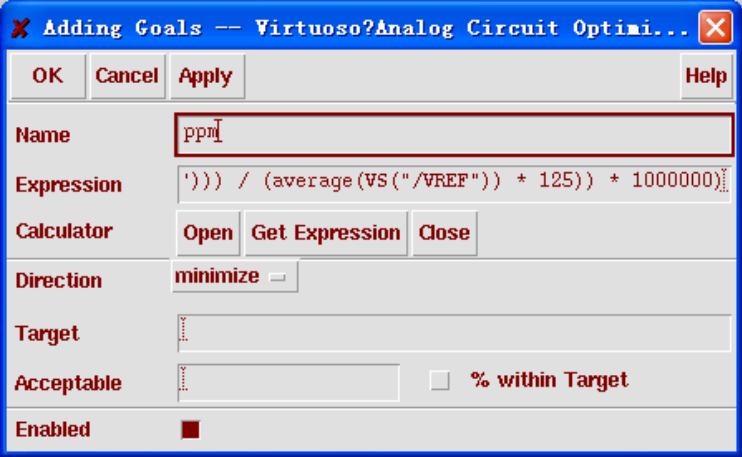 Adding Goals -- Virtuoso?Analog Circuit Optimi...
OK Cancel Apply Help
Name ppm
Expression '))) / (average(VS("/VREF")) * 125)) * 1000000)
Calculator Open Get Expression Close
Direction minimize
Target
Acceptable % within Target
Enabled